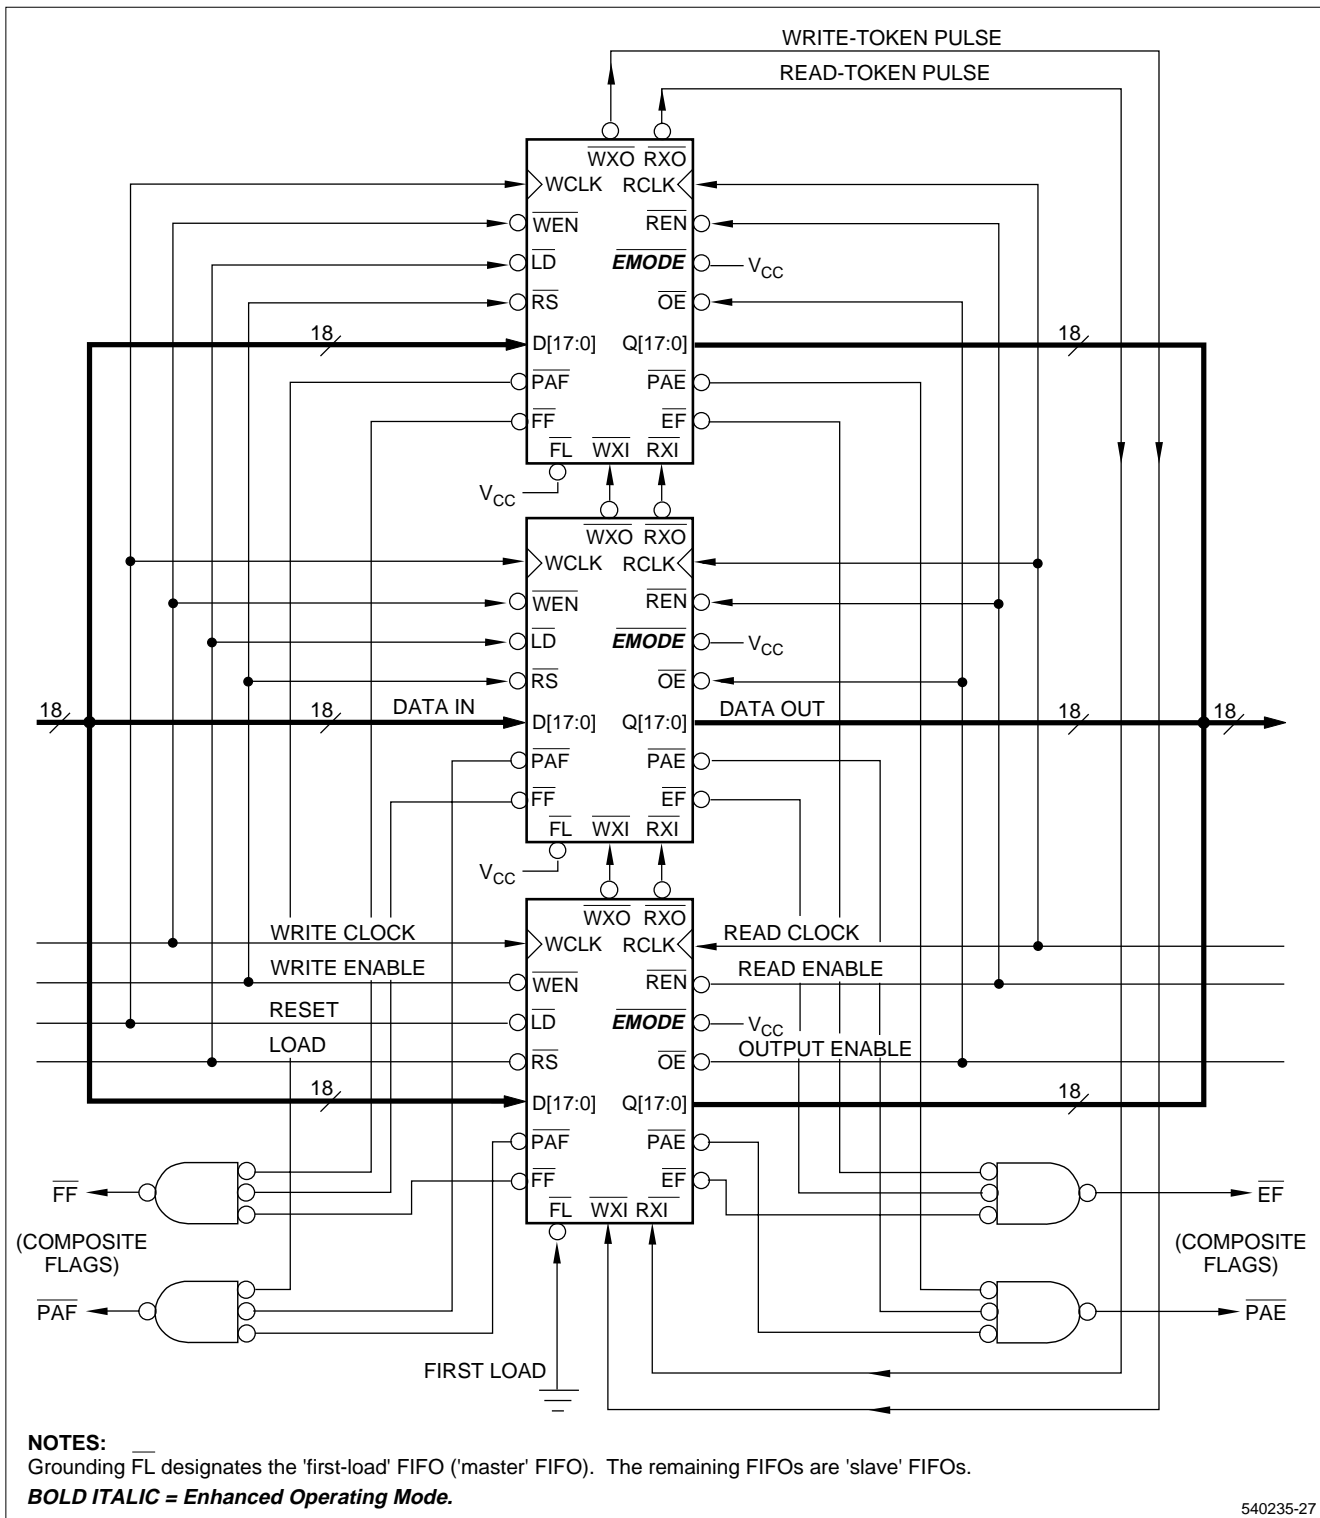 WRITE-TOKEN PULSE
READ-TOKEN PULSE
WXO RXO
WCLK RCLK
WEN REN
LD EMODE VCC
RS OE
18 D[17:0] Q[17:0] 18
PAF PAE
FF EF
FL WXI RXI
VCC
WXO RXO
WCLK RCLK
WEN REN
LD EMODE VCC
RS OE
18 18 DATA IN D[17:0] Q[17:0] DATA OUT 18 18
PAF PAE
FF EF
FL WXI RXI
VCC
WXO RXO
WRITE CLOCK WCLK RCLK READ CLOCK
WRITE ENABLE WEN REN READ ENABLE
RESET LD EMODE VCC
LOAD RS OE OUTPUT ENABLE
18 D[17:0] Q[17:0] 18
PAF PAE
FF FF EF EF
FL WXI RXI
(COMPOSITE FLAGS) (COMPOSITE FLAGS)
PAF PAE
FIRST LOAD
NOTES:
Grounding FL designates the 'first-load' FIFO ('master' FIFO). The remaining FIFOs are 'slave' FIFOs.
BOLD ITALIC = Enhanced Operating Mode.
540235-27